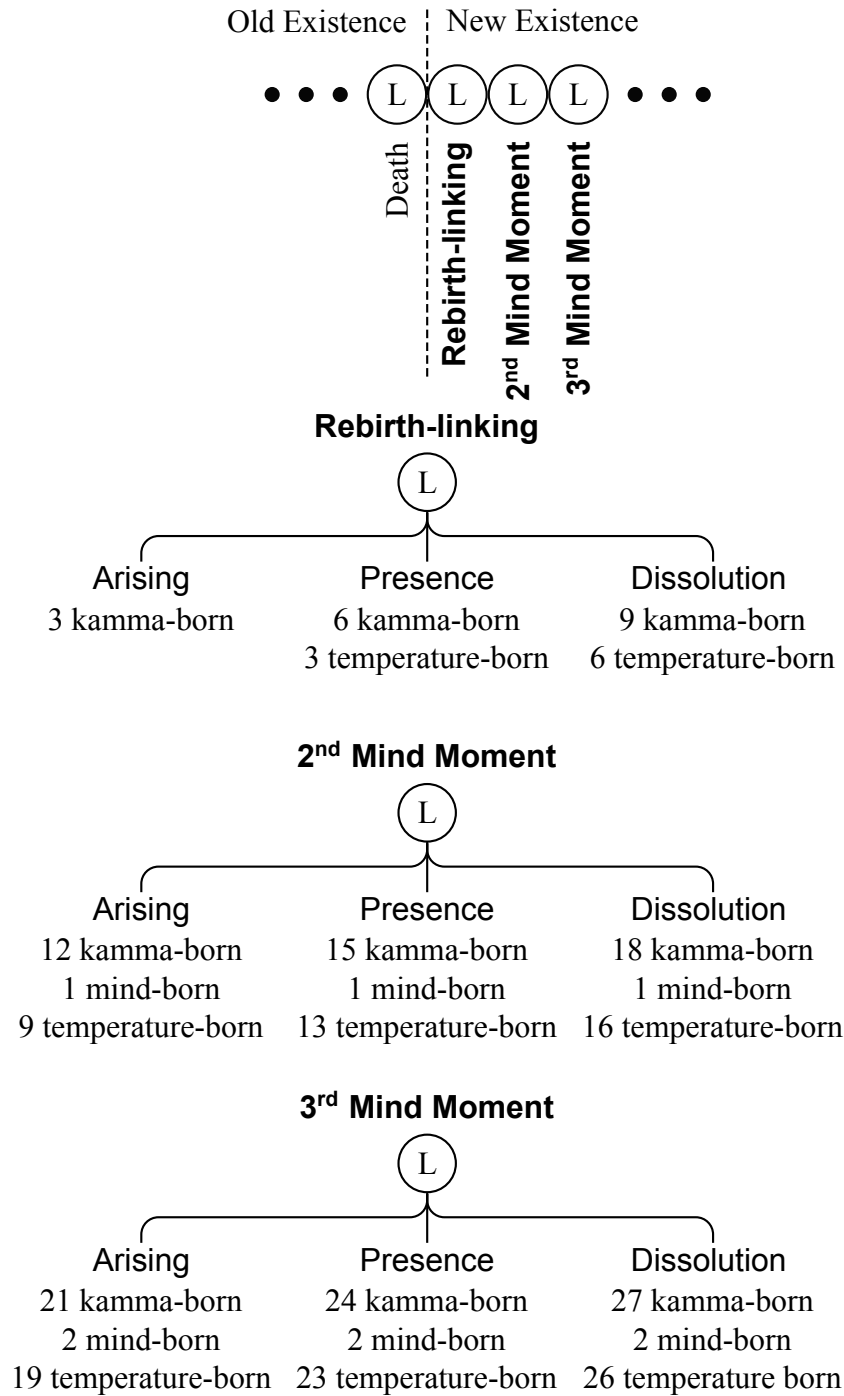 Old Existence New Existence
L L L L
Death
Rebirth-linking
2nd Mind Moment
3rd Mind Moment
Rebirth-linking
L
Arising Presence Dissolution
3 kamma-born 6 kamma-born 9 kamma-born
3 temperature-born 6 temperature-born
2nd Mind Moment
L
Arising Presence Dissolution
12 kamma-born 15 kamma-born 18 kamma-born
1 mind-born 1 mind-born 1 mind-born
9 temperature-born 13 temperature-born 16 temperature-born
3rd Mind Moment
L
Arising Presence Dissolution
21 kamma-born 24 kamma-born 27 kamma-born
2 mind-born 2 mind-born 2 mind-born
19 temperature-born 23 temperature-born 26 temperature born